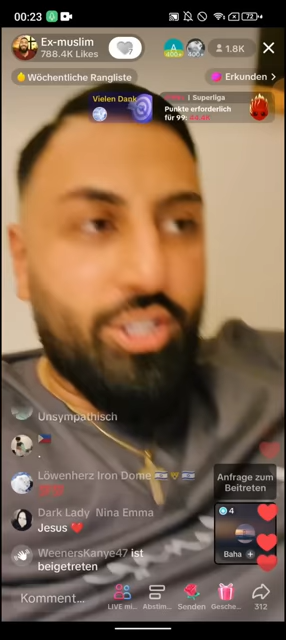 00:23
72
Ex-muslim
788.4K Likes
400+
400+
1.8K
Wöchentliche Rangliste
Erkunden >
Vielen Dank
| Superliga
Punkte erforderlich
für 99:
Unsympathisch
.
Löwenherz Iron Dome
Dark Lady Nina Emma
Jesus ❤️
WeenersKanye47 ist
beigetreten
Anfrage zum
Beitreten
4
Baha +
Komment...
LIVE mi...
Abstim...
Senden
Gesche...
312